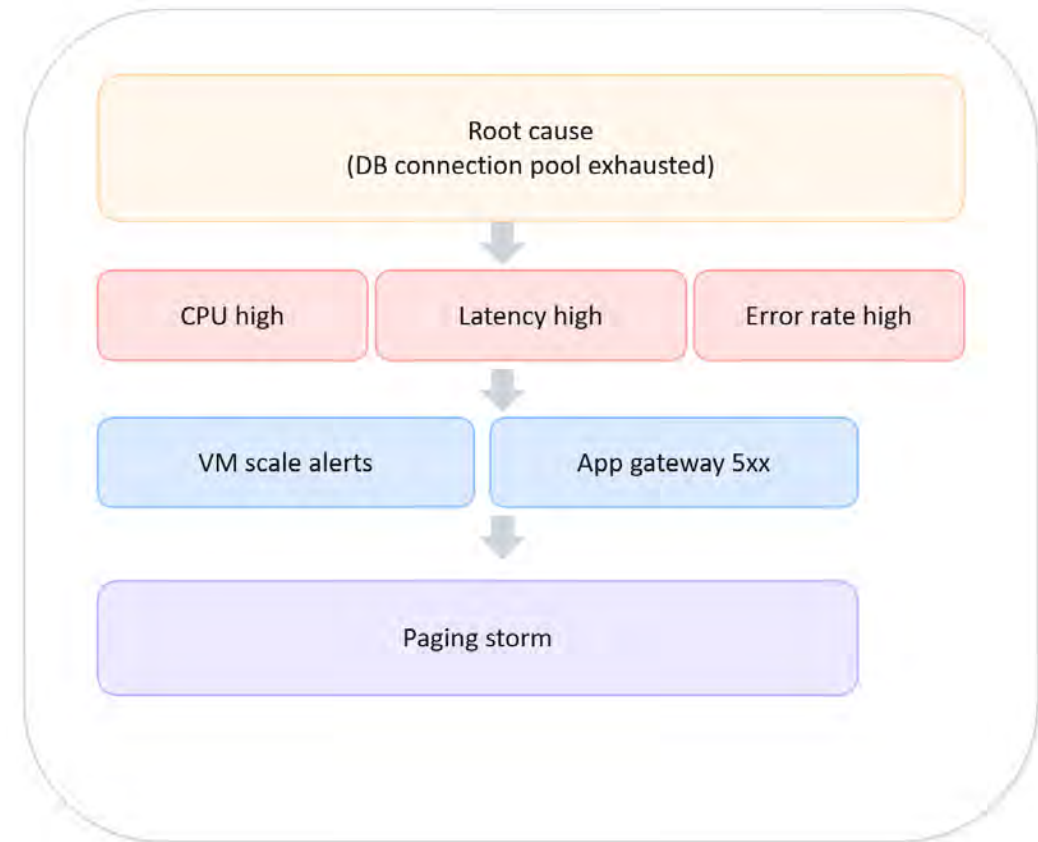 Root cause
(DB connection pool exhausted)
CPU high
Latency high
Error rate high
VM scale alerts
App gateway 5xx
Paging storm